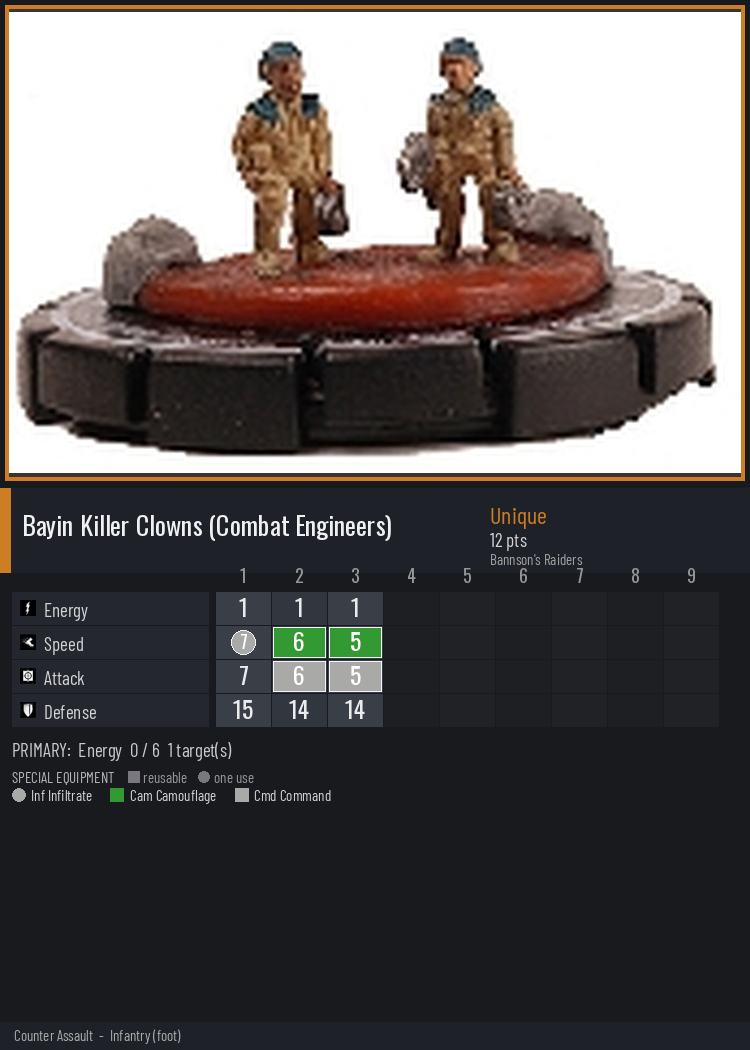 Bayin Killer Clowns (Combat Engineers)
Unique
12 pts
Bannson's Raiders
1 2 3 4 5 6 7 8 9
Energy 1 1 1
Speed 7 6 5
Attack 7 6 5
Defense 15 14 14
PRIMARY: Energy 0 / 6 1 target(s)
SPECIAL EQUIPMENT reusable one use
Inf Infiltrate Cam Camouflage Cmd Command
Counter Assault - Infantry (foot)